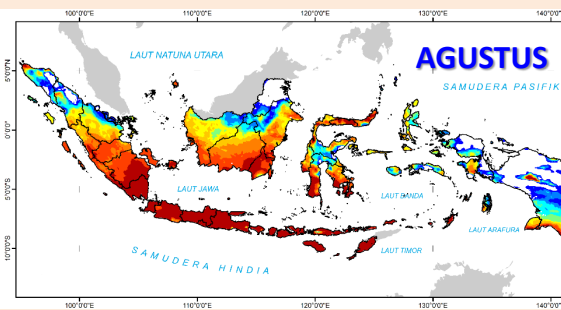 100°0'0"E 110°0'0"E 120°0'0"E 130°0'0"E 140°0'0"
AGUSTUS
LAUT NATUNA UTARA
SAMUDERA PASIFIK
5°0'0"N
0°0'0"
5°0'0"S
10°0'0"S
LAUT JAWA
LAUT BANDA
LAUT ARAFURA
LAUT TIMOR
SAMUDERA HINDIA
100°0'0"E 110°0'0"E 120°0'0"E 130°0'0"E 140°0'0"